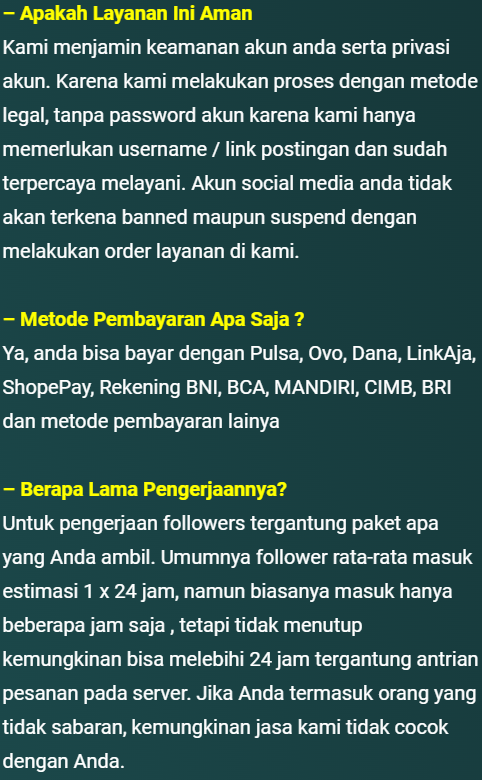 – Apakah Layanan Ini Aman
Kami menjamin keamanan akun anda serta privasi
akun. Karena kami melakukan proses dengan metode
legal, tanpa password akun karena kami hanya
memerlukan username / link postingan dan sudah
terpercaya melayani. Akun social media anda tidak
akan terkena banned maupun suspend dengan
melakukan order layanan di kami.
– Metode Pembayaran Apa Saja ?
Ya, anda bisa bayar dengan Pulsa, Ovo, Dana, LinkAja,
ShopePay, Rekening BNI, BCA, MANDIRI, CIMB, BRI
dan metode pembayaran lainya
– Berapa Lama Pengerjaannya?
Untuk pengerjaan followers tergantung paket apa
yang Anda ambil. Umumnya follower rata-rata masuk
estimasi 1 x 24 jam, namun biasanya masuk hanya
beberapa jam saja , tetapi tidak menutup
kemungkinan bisa melebihi 24 jam tergantung antrian
pesanan pada server. Jika Anda termasuk orang yang
tidak sabaran, kemungkinan jasa kami tidak cocok
dengan Anda.